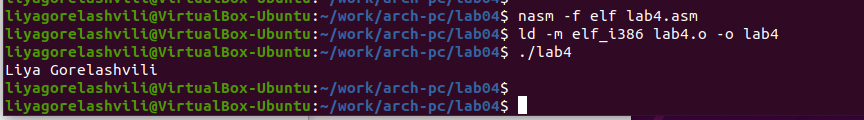 liyagorelashvili@VirtualBox-Ubuntu:~/work/arch-pc/lab04$ nasm -f elf lab4.asm
liyagorelashvili@VirtualBox-Ubuntu:~/work/arch-pc/lab04$ ld -m elf_i386 lab4.o -o lab4
liyagorelashvili@VirtualBox-Ubuntu:~/work/arch-pc/lab04$ ./lab4
Liya Gorelashvili
liyagorelashvili@VirtualBox-Ubuntu:~/work/arch-pc/lab04$
liyagorelashvili@VirtualBox-Ubuntu:~/work/arch-pc/lab04$